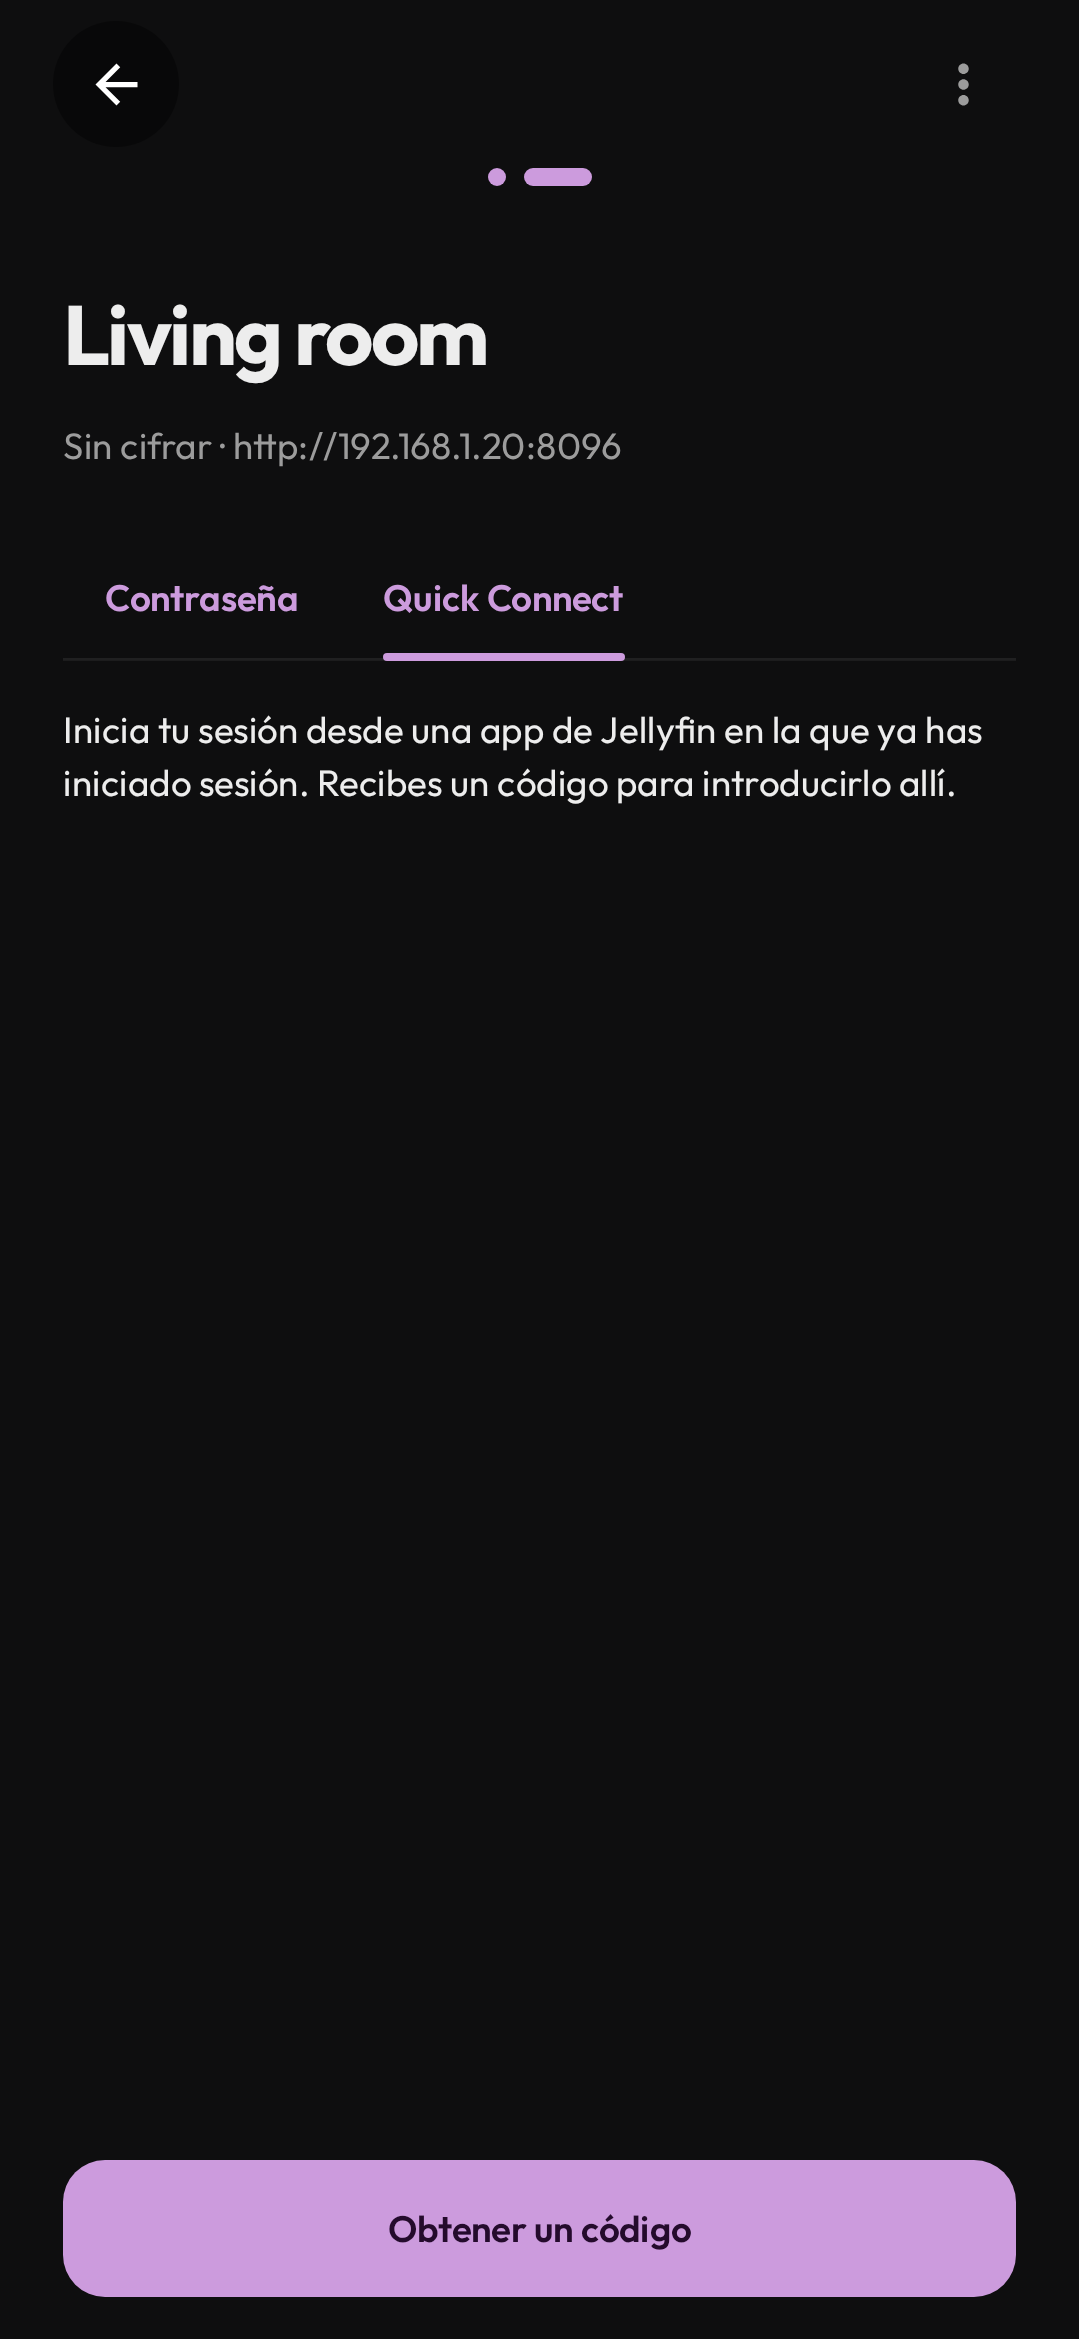 Living room
Sin cifrar · http://192.168.1.20:8096
Contraseña
Quick Connect
Inicia tu sesión desde una app de Jellyfin en la que ya has
iniciado sesión. Recibes un código para introducirlo allí.
Obtener un código